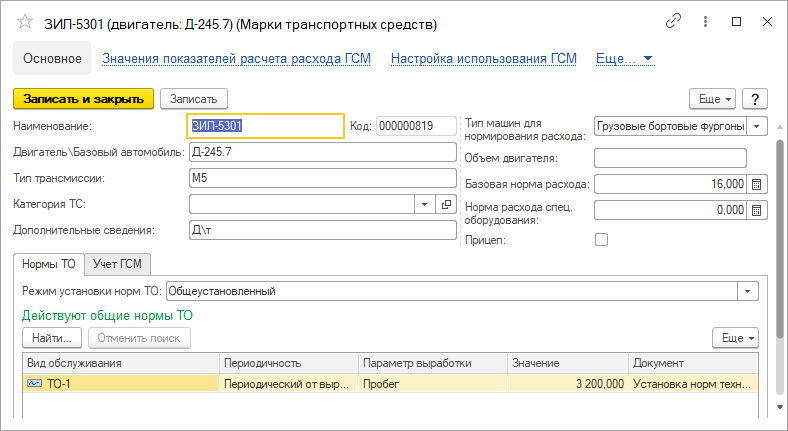 ЗИЛ-5301 (двигатель: Д-245.7) (Марки транспортных средств)
Основное Значения показателей расчета расхода ГСМ Настройка использования ГСМ Еще...
Записать и закрыть Записать Еще ?
Наименование: ЗИЛ-5301 Код: 000000819 Тип машин для нормирования расхода: Грузовые бортовые фургоны
Двигатель\Базовый автомобиль: Д-245.7 Объем двигателя:
Тип трансмиссии: М5 Базовая норма расхода: 16,000
Категория ТС: Норма расхода спец. оборудования: 0,000
Дополнительные сведения: Д\т Прицеп:
Нормы ТО Учет ГСМ
Режим установки норм ТО: Общеустановленный
Действуют общие нормы ТО
Найти... Отменить поиск Еще
Вид обслуживания Периодичность Параметр выработки Значение Документ
ТО-1 Периодический от выр... Пробег 3 200,000 Установка норм техн...